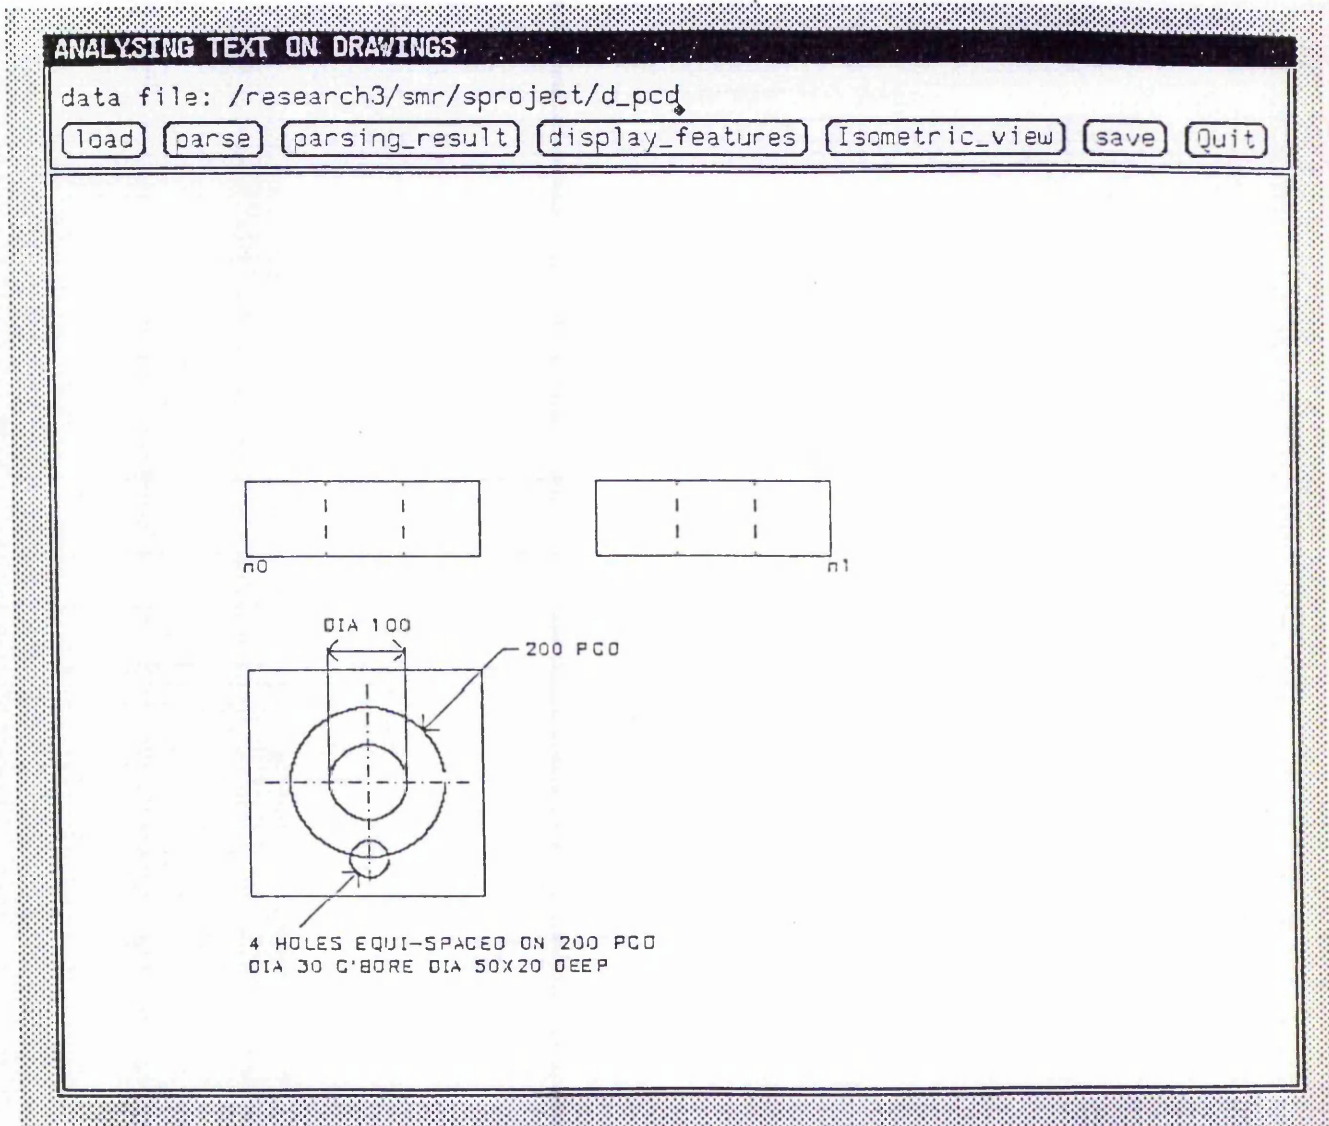 ANALYSING TEXT ON DRAWINGS
data file: /research3/smr/sproject/d_pcd
load parse parsing_result display_features Isometric_view save Quit
n0 n1
DIA 100
200 PCD
4 HOLES EQUI-SPACED ON 200 PCD
DIA 30 C'BORE DIA 50X20 DEEP